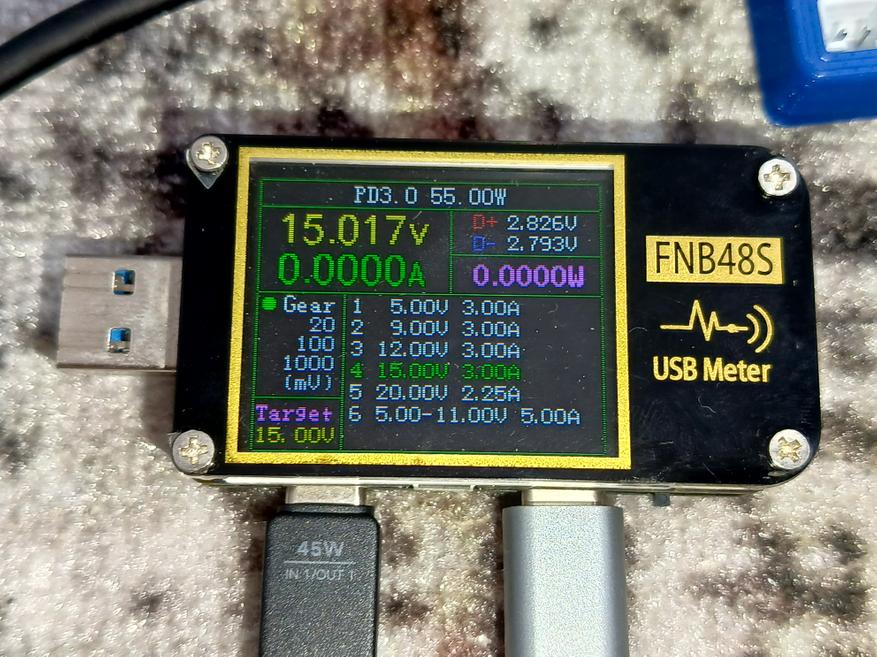 PD3.0 55.00W
15.017V
0.0000A
D+ 2.826V
D- 2.793V
0.0000W
Gear
20
100
1000
(mV)
Target
15.00V
1 5.00V 3.00A
2 9.00V 3.00A
3 12.00V 3.00A
4 15.00V 3.00A
5 20.00V 2.25A
6 5.00-11.00V 5.00A
FNB48S
USB Meter
45W
IN 1/OUT 1